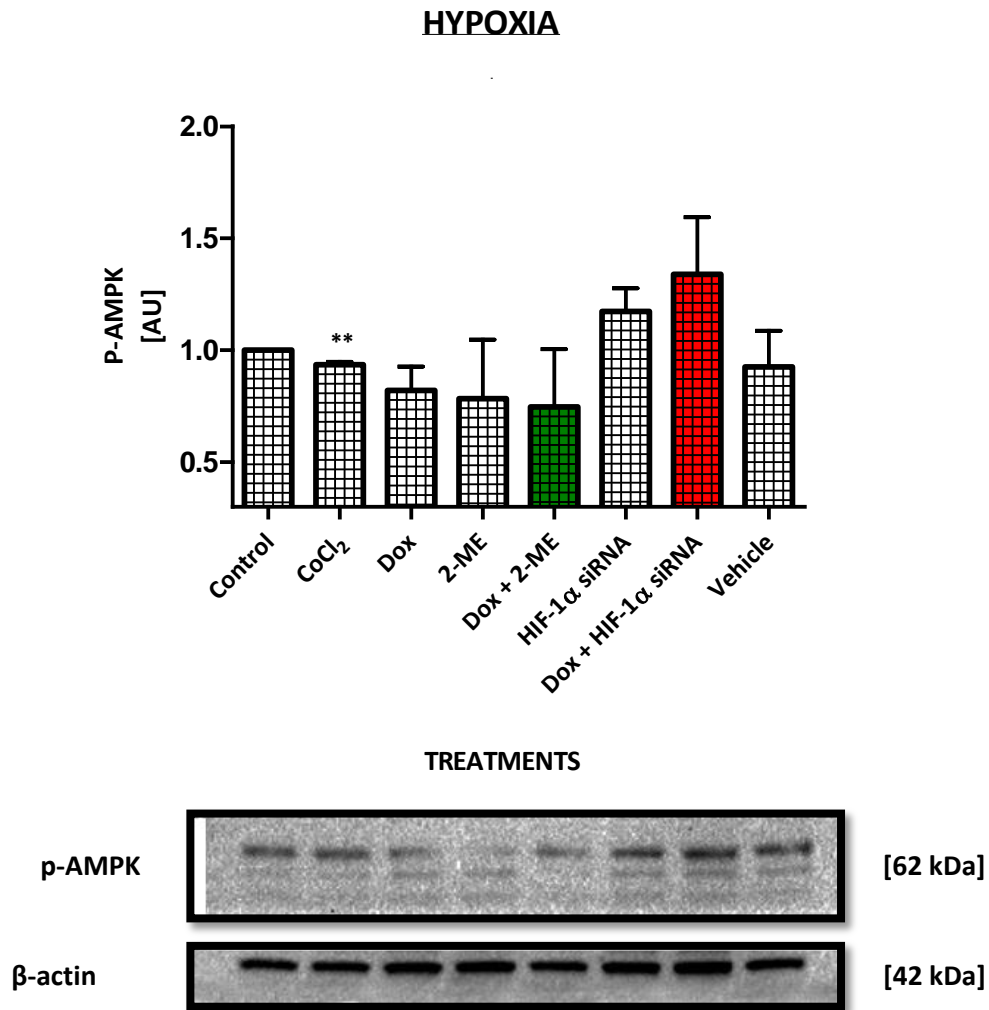 HYPOXIA
2.0
1.5
1.0
0.5
P-AMPK
[AU]
**
Control
CoCl₂
Dox
2-ME
Dox + 2-ME
HIF-1α siRNA
Dox + HIF-1α siRNA
Vehicle
TREATMENTS
p-AMPK [62 kDa]
β-actin [42 kDa]